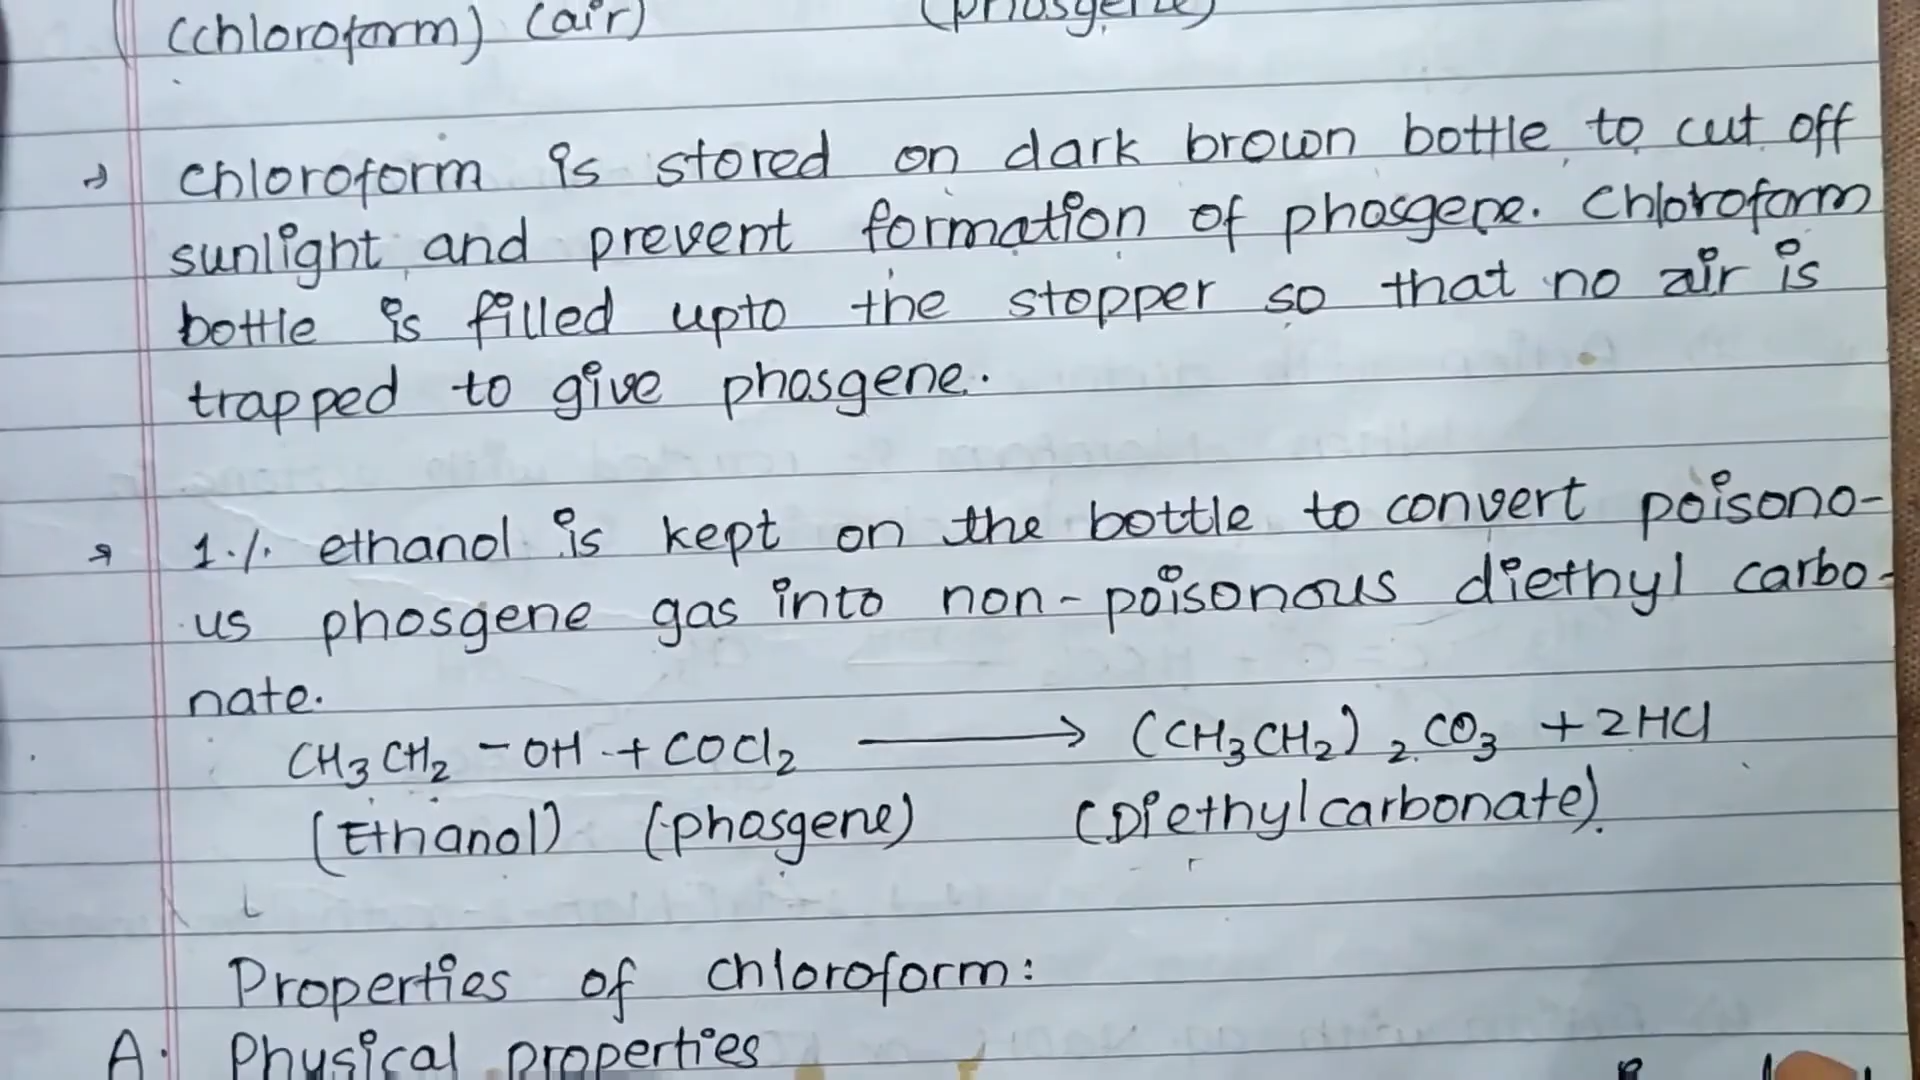 (chloroform) (air) (phosgene)
→ chloroform is stored on dark brown bottle to cut off
sunlight and prevent formation of phosgene. Chloroform
bottle is filled upto the stopper so that no air is
trapped to give phosgene.
→ 1.%. ethanol is kept on the bottle to convert poisono-
us phosgene gas into non-poisonous diethyl carbo-
nate.
CH₃CH₂-OH + COCl₂ ⟶ (CH₃CH₂)₂CO₃ + 2HCl
(Ethanol) (phosgene) (Diethylcarbonate).
Properties of chloroform:
A. Physical properties